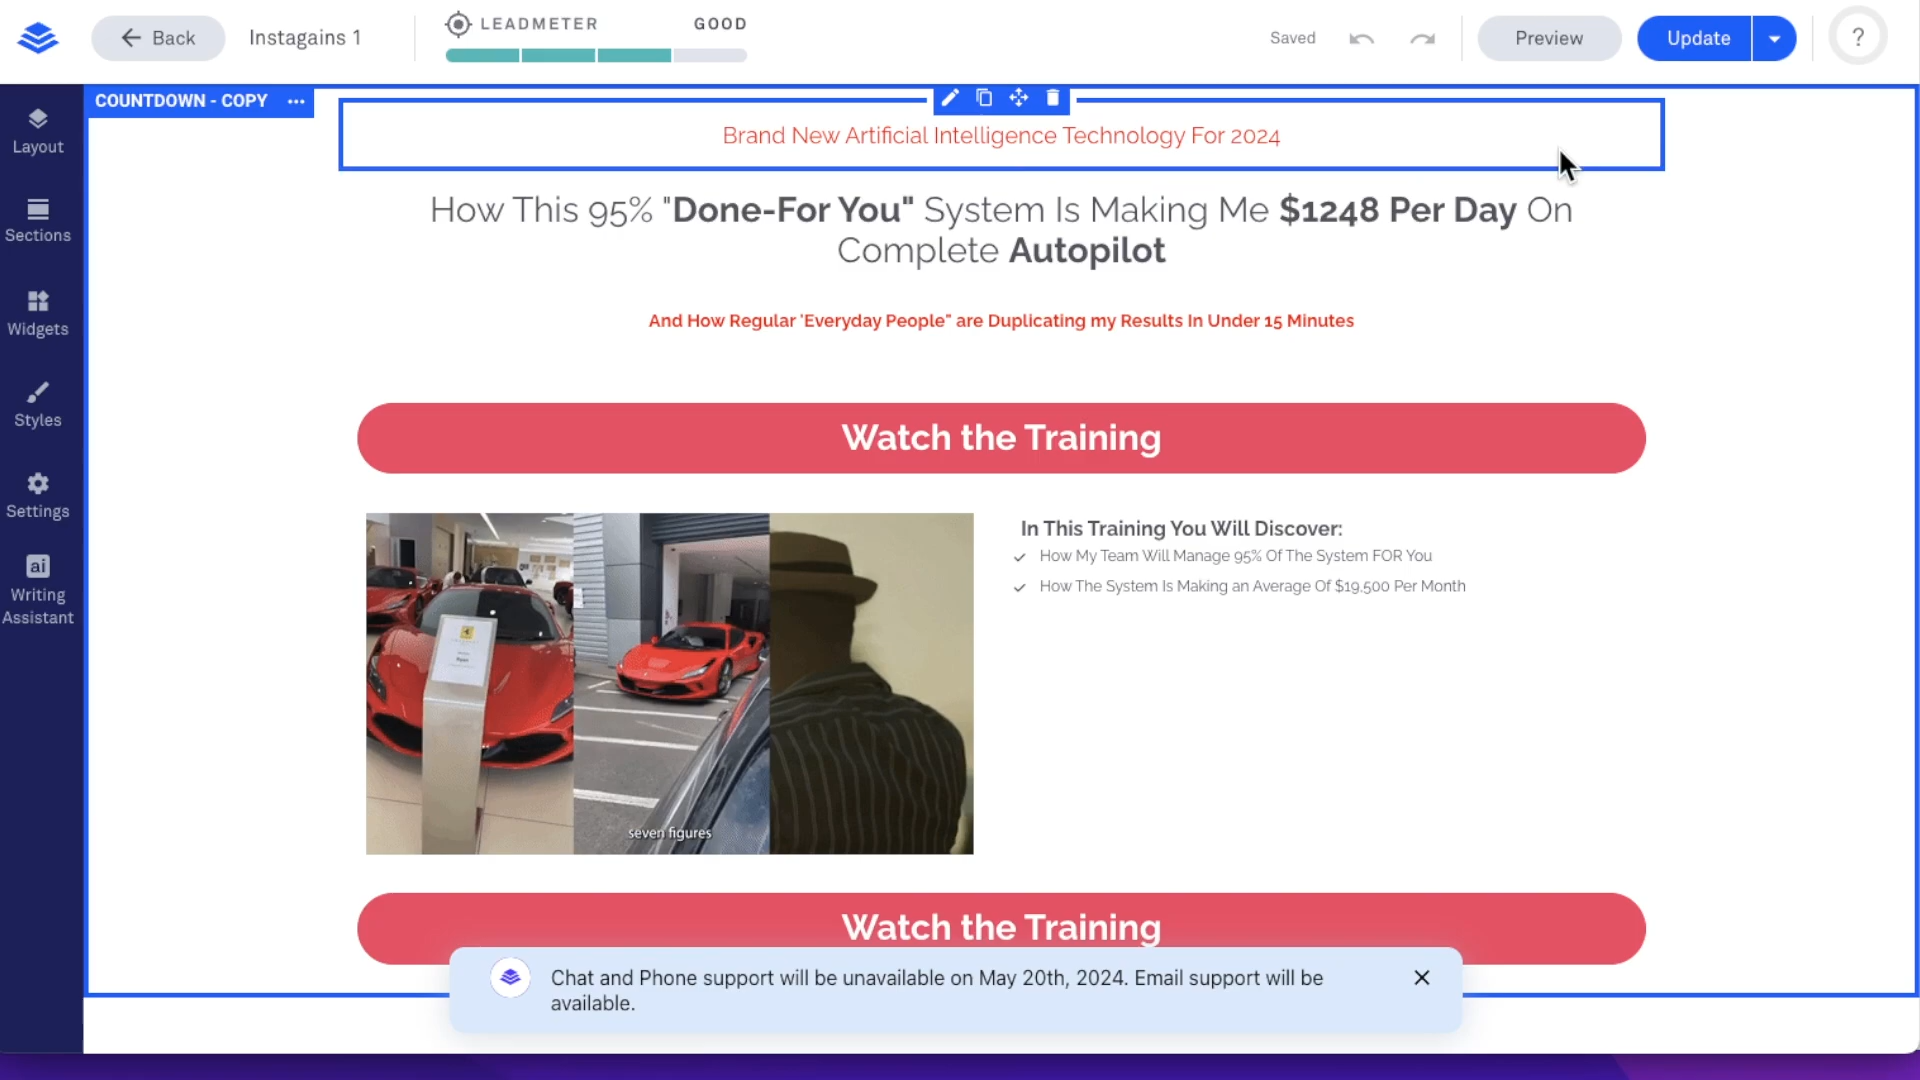 Back
Instagains 1
LEADMETER
GOOD
Saved
Preview
Update
?
Layout
Sections
Widgets
Styles
Settings
ai
Writing
Assistant
COUNTDOWN - COPY
Brand New Artificial Intelligence Technology For 2024
How This 95% "Done-For You" System Is Making Me $1248 Per Day On
Complete Autopilot
And How Regular 'Everyday People" are Duplicating my Results In Under 15 Minutes
Watch the Training
seven figures
In This Training You Will Discover:
How My Team Will Manage 95% Of The System FOR You
How The System Is Making an Average Of $19,500 Per Month
Watch the Training
Chat and Phone support will be unavailable on May 20th, 2024. Email support will be
available.